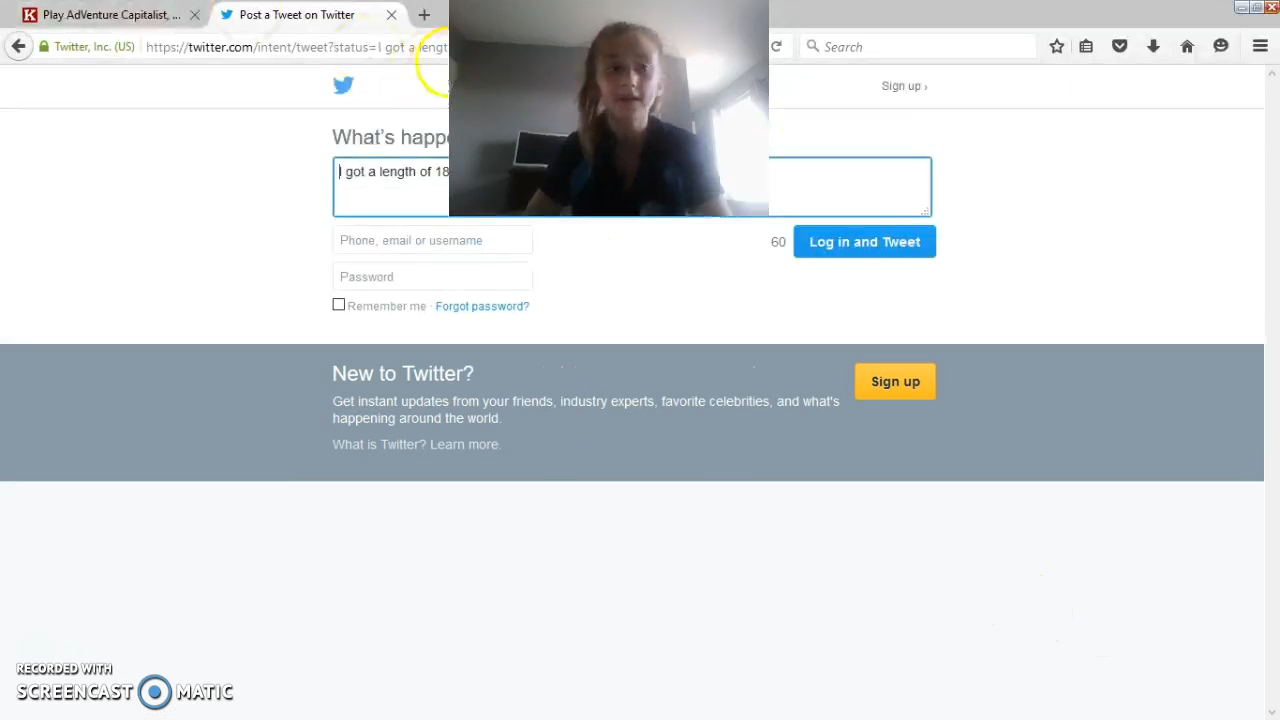 Play AdVenture Capitalist, ...
Post a Tweet on Twitter
Twitter, Inc. (US)
https://twitter.com/intent/tweet?status=I got a length
Search
Sign up ›
What's happ
I got a length of 18
Phone, email or username
60
Log in and Tweet
Password
Remember me · Forgot password?
New to Twitter?
Sign up
Get instant updates from your friends, industry experts, favorite celebrities, and what's
happening around the world.
What is Twitter? Learn more.
RECORDED WITH
SCREENCAST MATIC